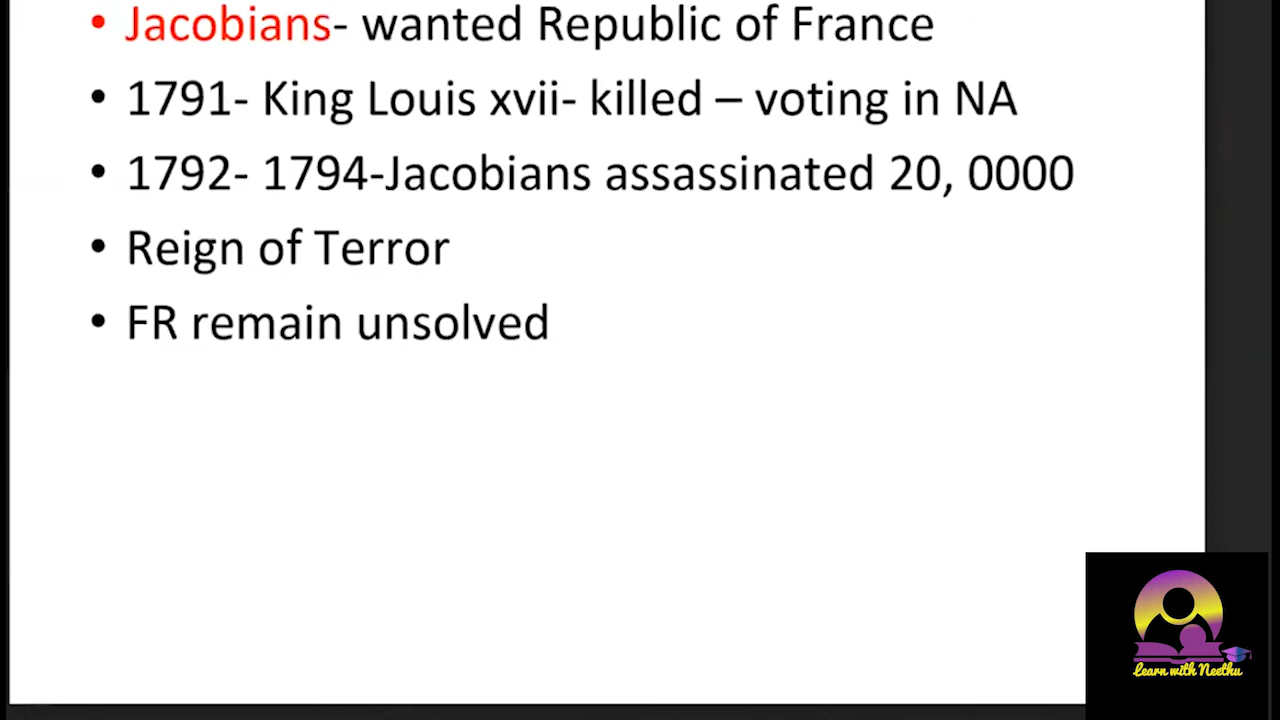 • Jacobians- wanted Republic of France
• 1791- King Louis xvii- killed – voting in NA
• 1792- 1794-Jacobians assassinated 20, 0000
• Reign of Terror
• FR remain unsolved
Learn with Neethu